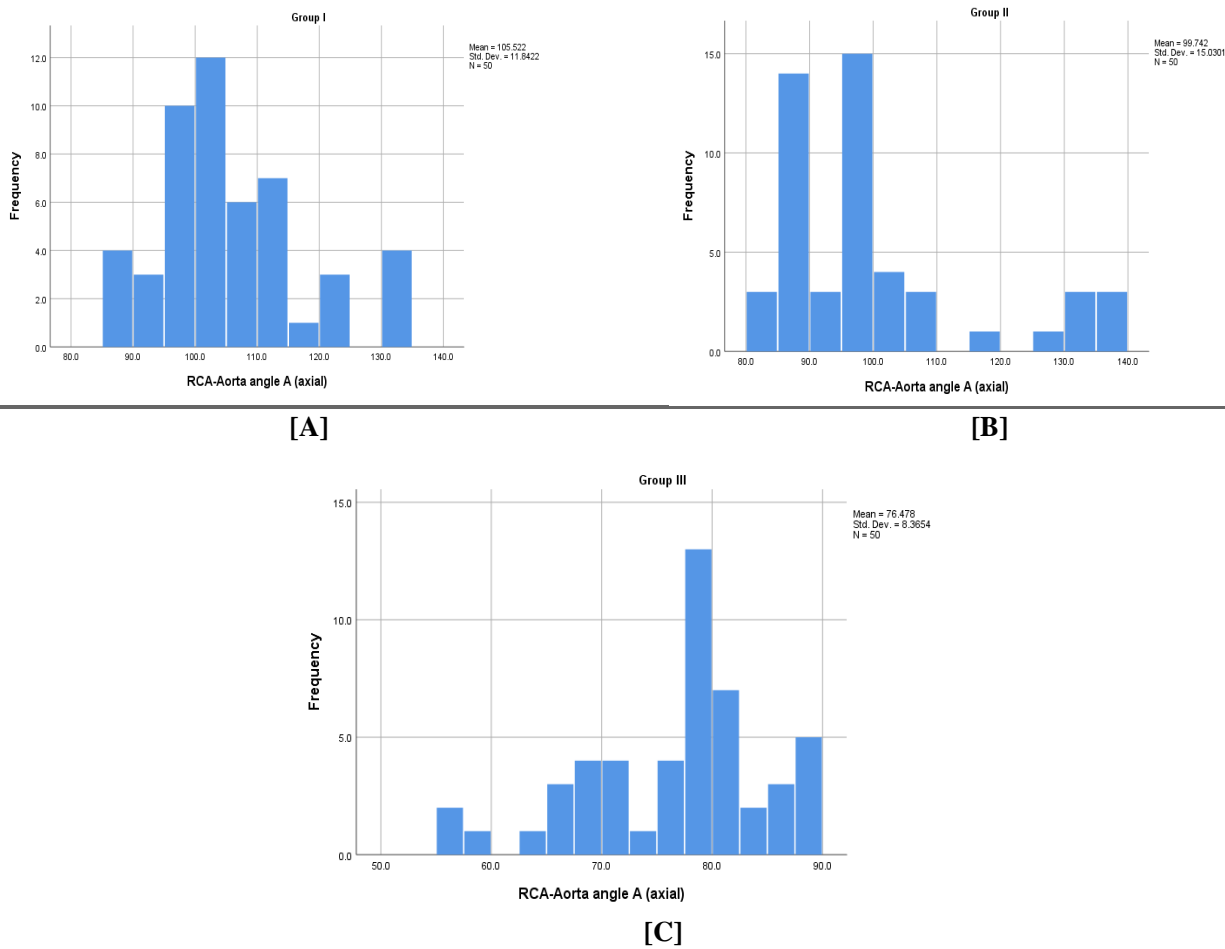 Group I
Mean = 105.522
Std. Dev. = 11.8422
N = 50
12.0
10.0
8.0
6.0
4.0
2.0
0.0
Frequency
80.0 90.0 100.0 110.0 120.0 130.0 140.0
RCA-Aorta angle A (axial)
[A]
Group II
Mean = 99.742
Std. Dev. = 15.0301
N = 50
15.0
10.0
5.0
0.0
Frequency
80.0 90.0 100.0 110.0 120.0 130.0 140.0
RCA-Aorta angle A (axial)
[B]
Group III
Mean = 76.478
Std. Dev. = 8.3654
N = 50
15.0
10.0
5.0
0.0
Frequency
50.0 60.0 70.0 80.0 90.0
RCA-Aorta angle A (axial)
[C]